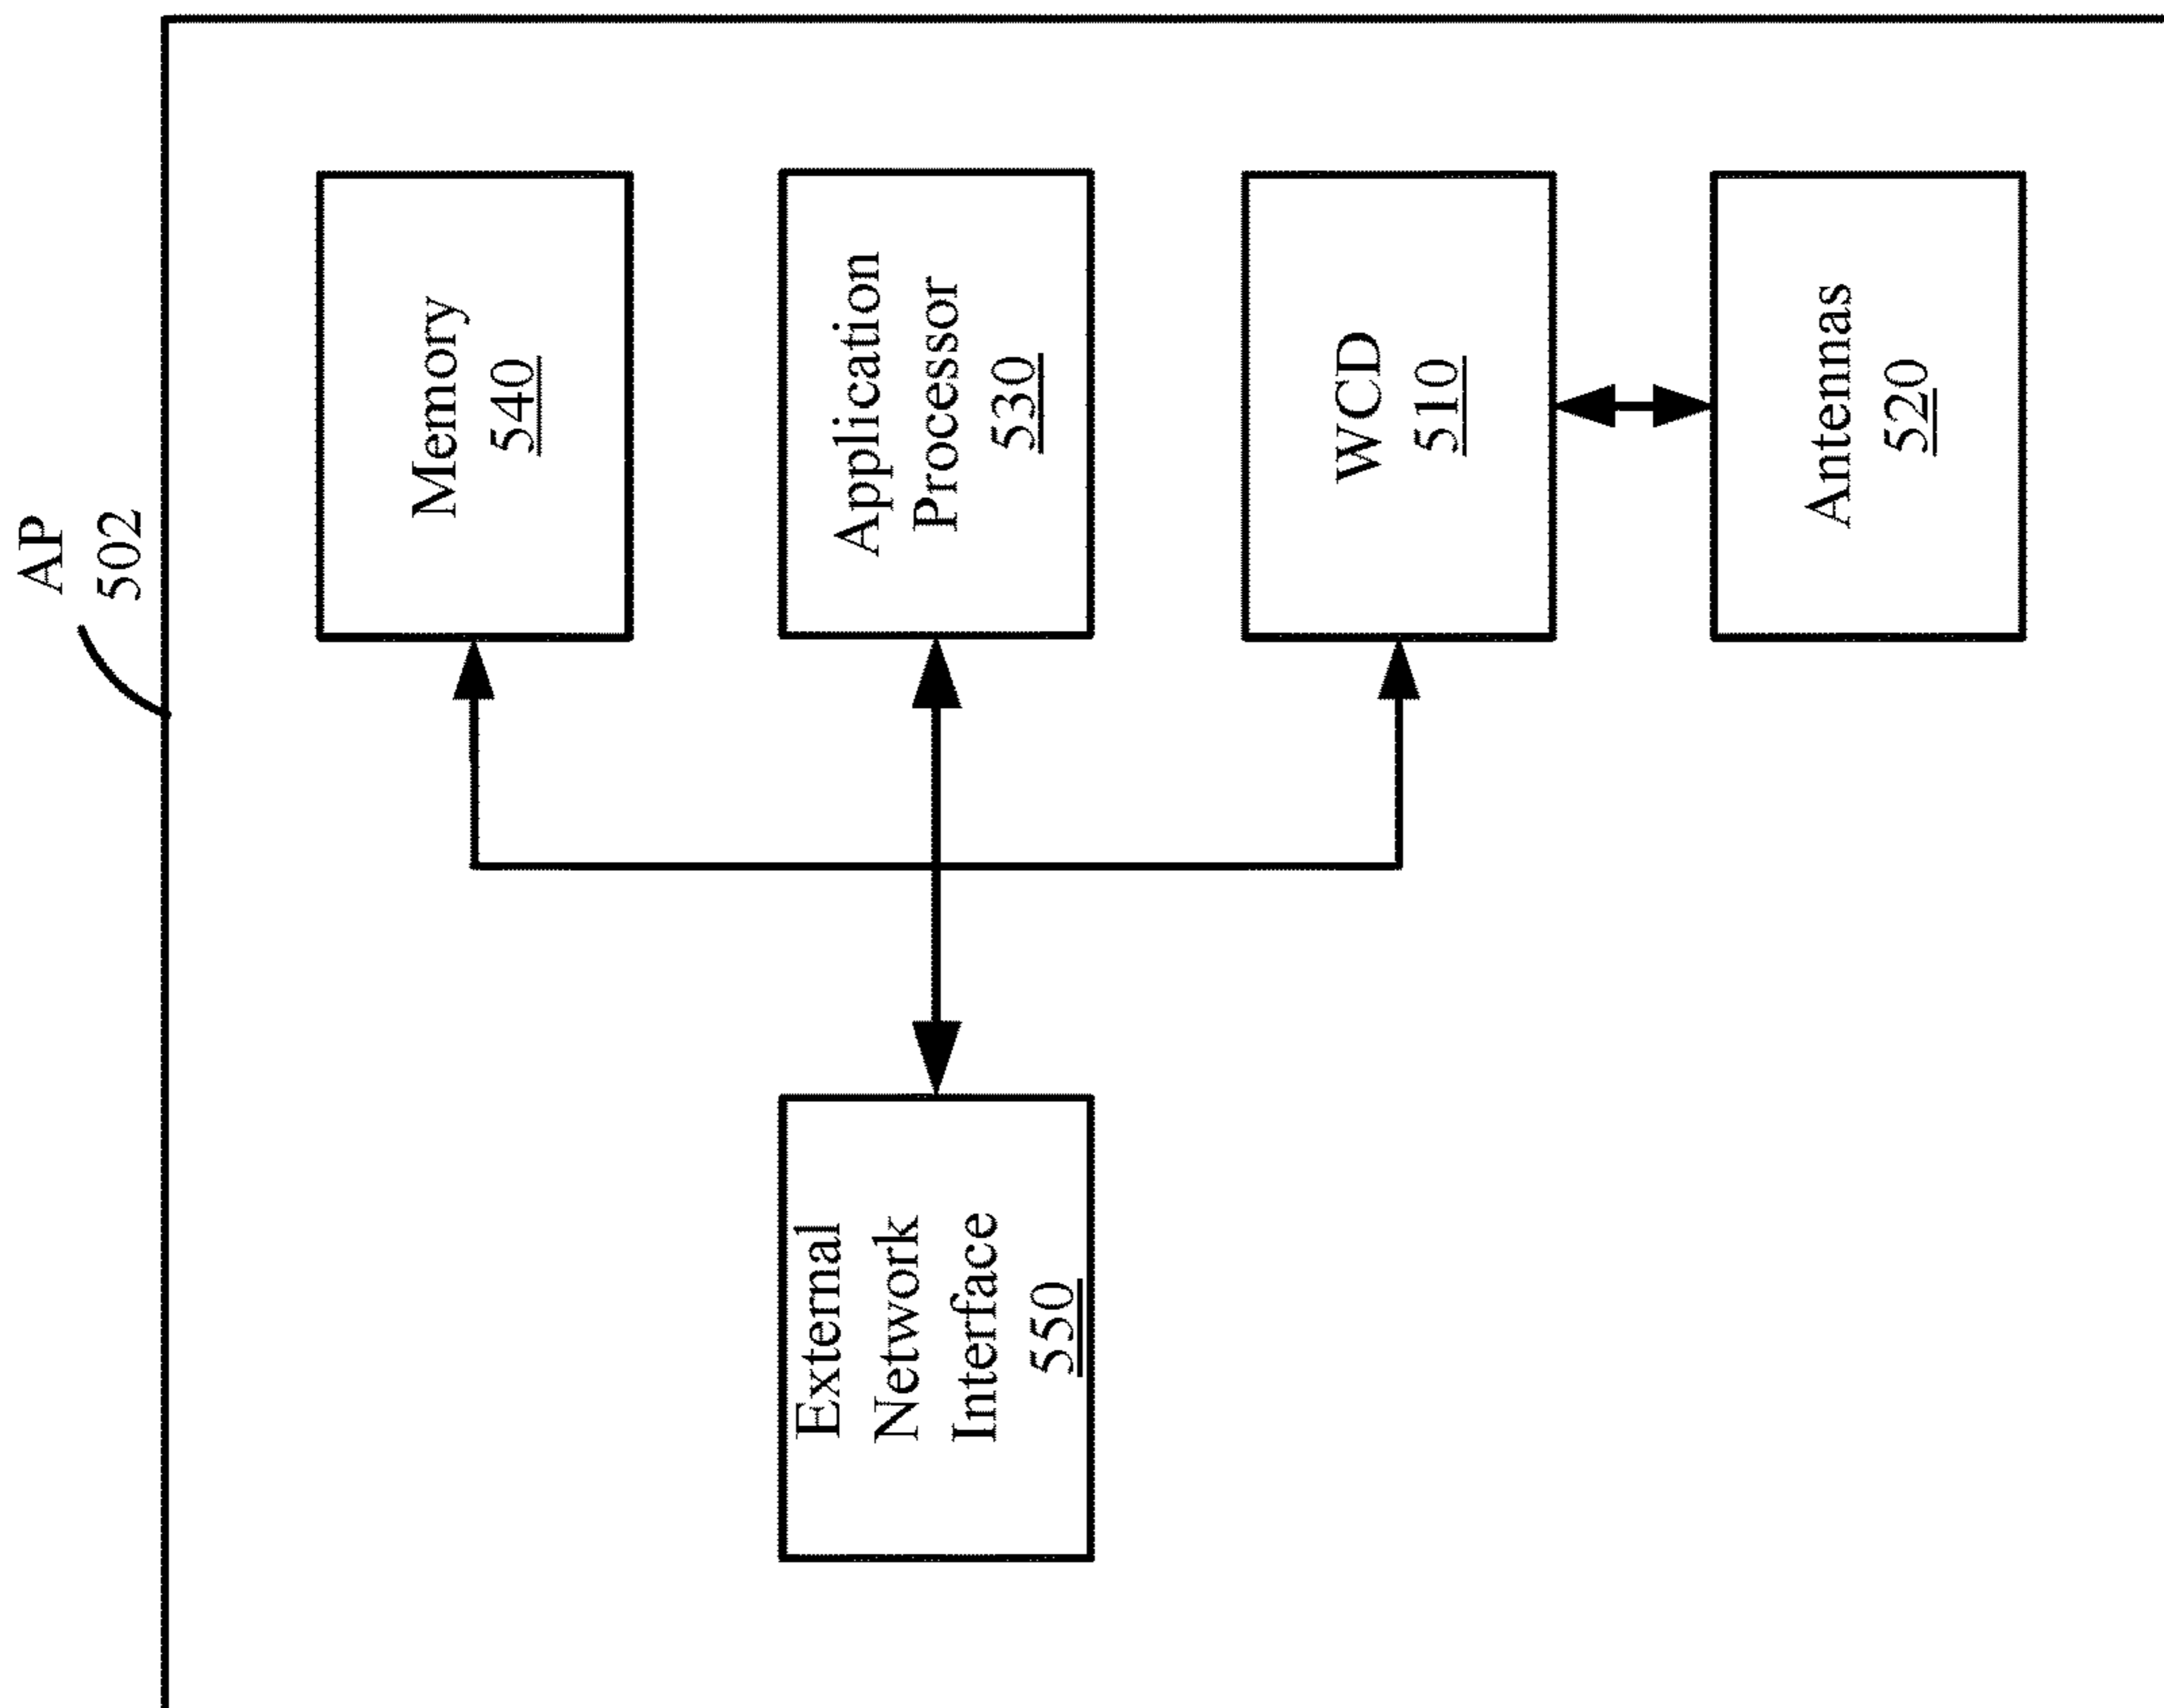 AP
502
Memory
540
Application
Processor
530
WCD
510
Antennas
520
External
Network
Interface
550